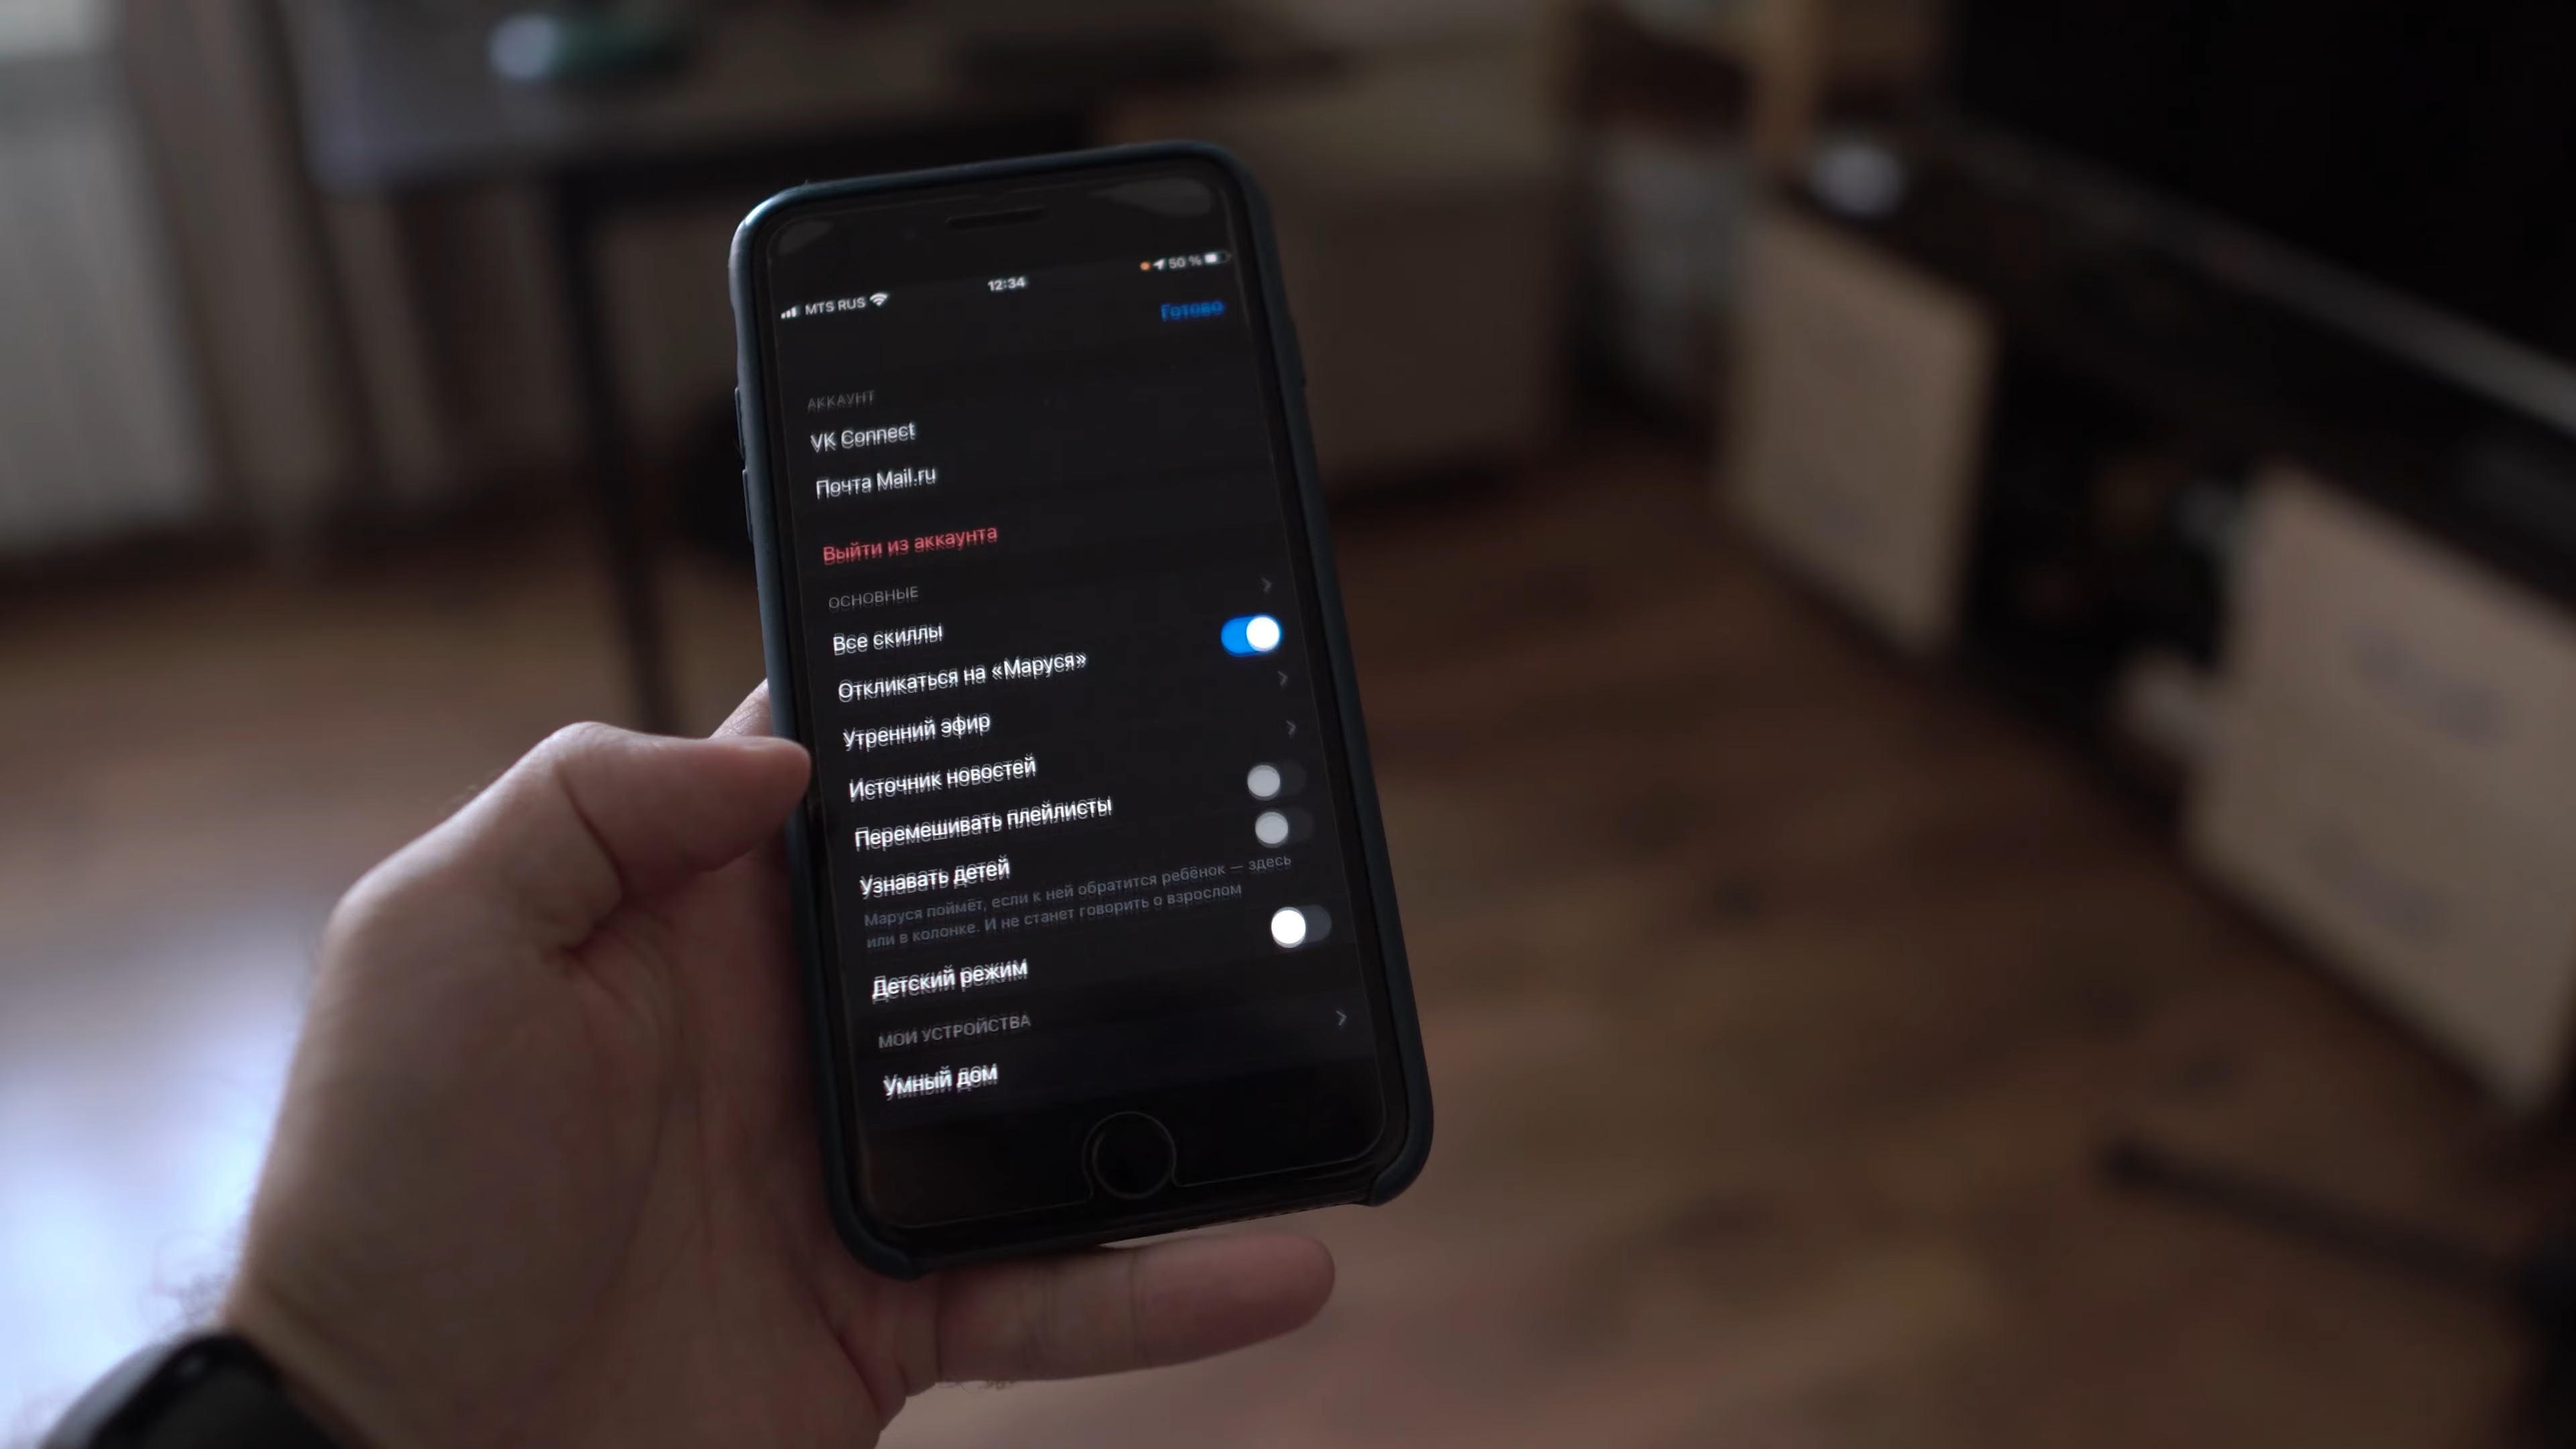 MTS RUS 12:34 50 %
Готово
АККАУНТ
VK Connect
Почта Mail.ru
Выйти из аккаунта
ОСНОВНЫЕ
Все скиллы
Откликаться на «Маруся»
Утренний эфир
Источник новостей
Перемешивать плейлисты
Узнавать детей
Маруся поймёт, если к ней обратится ребёнок — здесь
или в колонке. И не станет говорить о взрослом
Детский режим
МОИ УСТРОЙСТВА
Умный дом